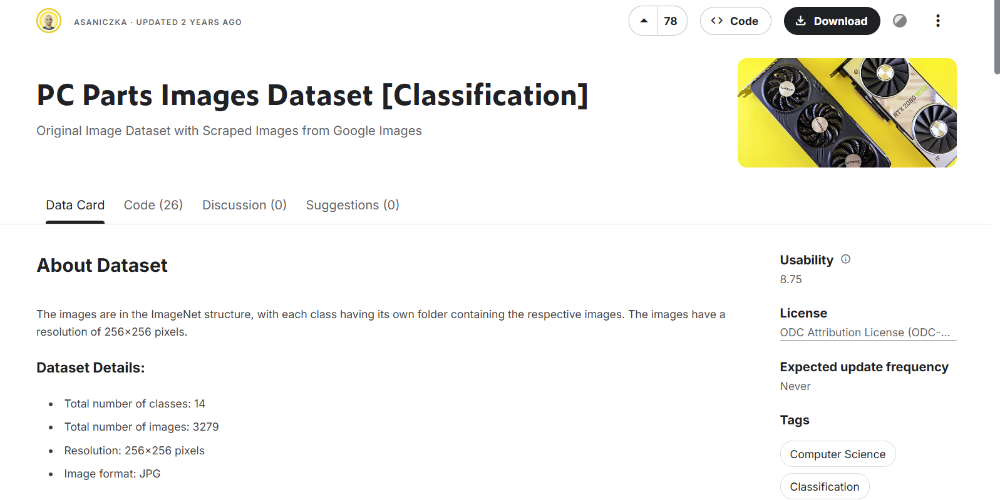 ASANICZKA · UPDATED 2 YEARS AGO
78
Code
Download
PC Parts Images Dataset [Classification]
Original Image Dataset with Scraped Images from Google Images
RTX 2080
GIGABYTE
Data Card
Code (26)
Discussion (0)
Suggestions (0)
About Dataset
The images are in the ImageNet structure, with each class having its own folder containing the respective images. The images have a
resolution of 256×256 pixels.
Dataset Details:
Total number of classes: 14
Total number of images: 3279
Resolution: 256×256 pixels
Image format: JPG
Usability
8.75
License
ODC Attribution License (ODC-...
Expected update frequency
Never
Tags
Computer Science
Classification